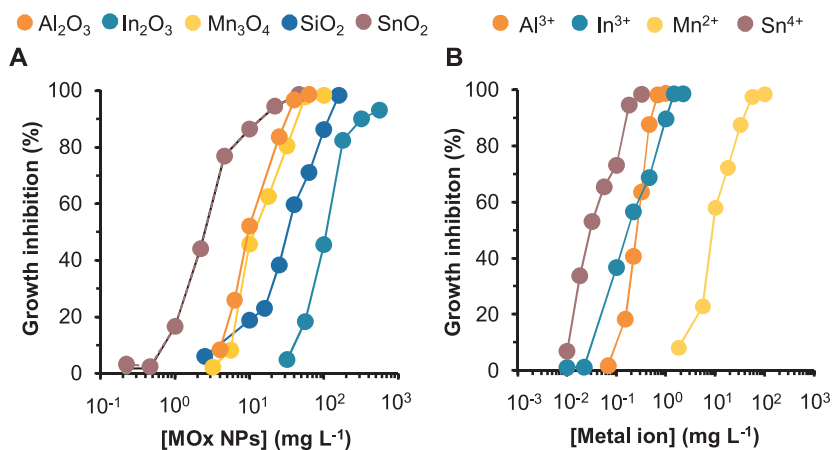 Al₂O₃ In₂O₃ Mn₃O₄ SiO₂ SnO₂
Al³⁺ In³⁺ Mn²⁺ Sn⁴⁺
A
Growth inhibition (%)
100
80
60
40
20
0
10⁻¹ 10⁰ 10¹ 10² 10³
[MOx NPs] (mg L⁻¹)
B
Growth inhibiton (%)
100
80
60
40
20
0
10⁻³ 10⁻² 10⁻¹ 10⁰ 10¹ 10² 10³
[Metal ion] (mg L⁻¹)